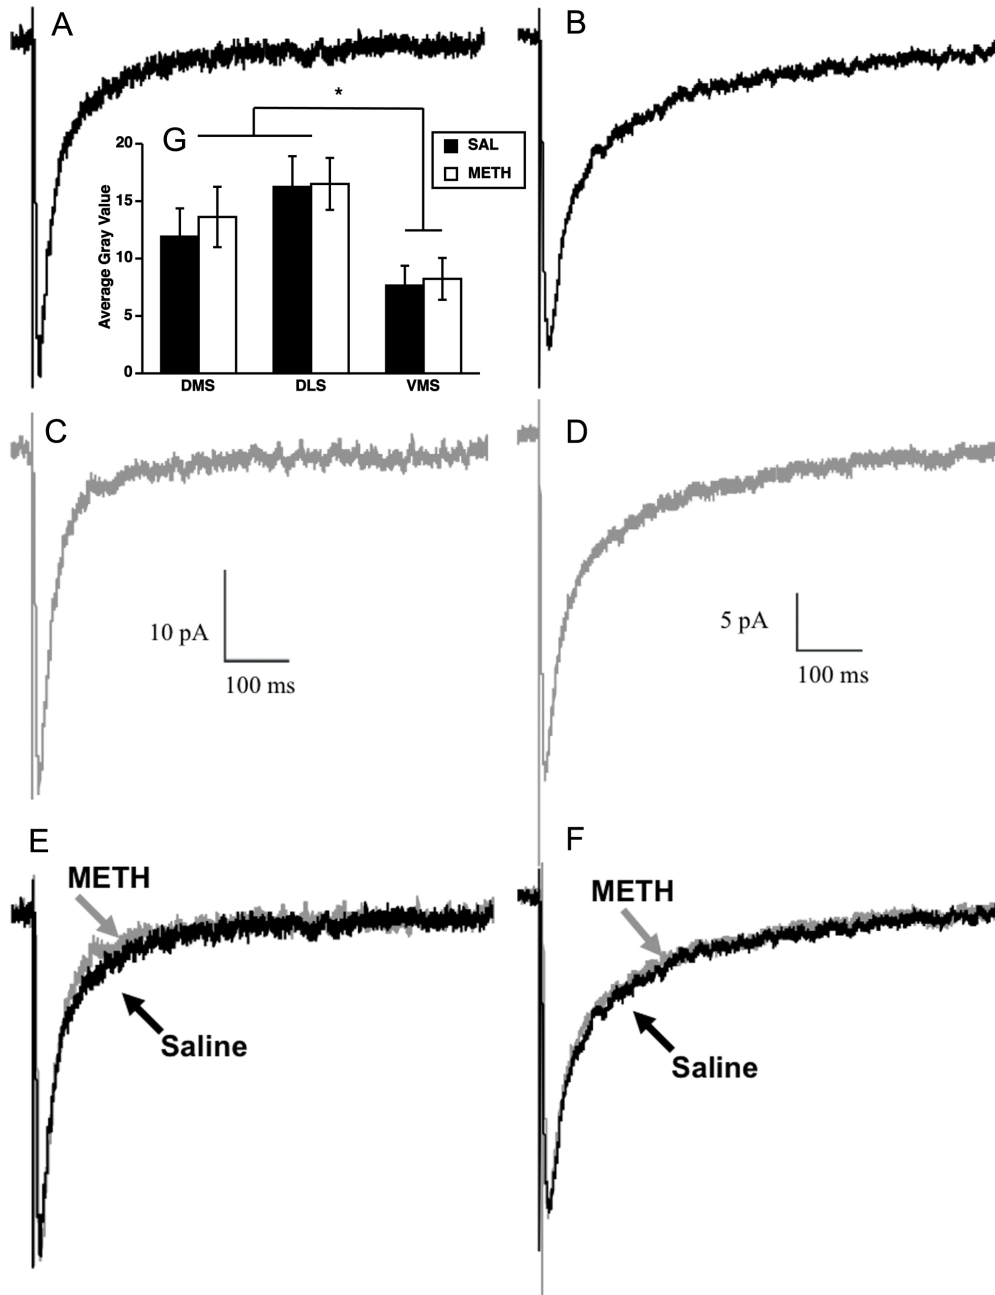 A
B
*
G
SAL
METH
Average Gray Value
20
15
10
5
0
DMS
DLS
VMS
C
D
10 pA
100 ms
5 pA
100 ms
E
METH
Saline
F
METH
Saline